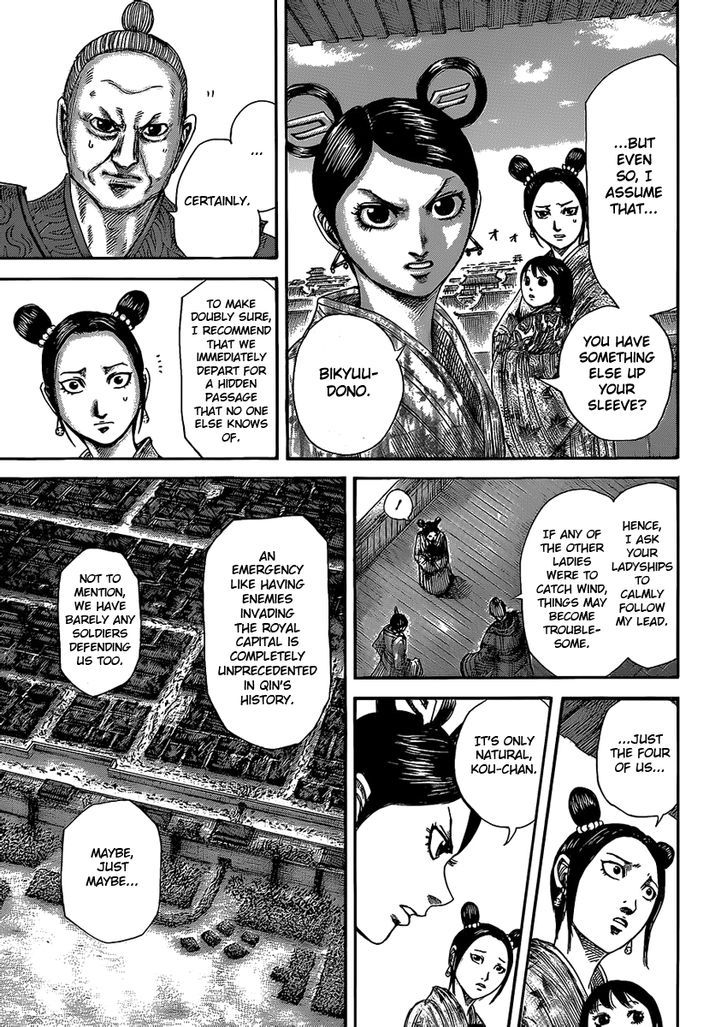 ...BUT
EVEN
SO, I
ASSUME
THAT...
YOU HAVE
SOMETHING
ELSE UP
YOUR
SLEEVE?
オオ
BIKYUU-
DONO.
...
CERTAINLY.
TO MAKE
DOUBLY SURE,
I RECOMMEND
THAT WE
IMMEDIATELY
DEPART FOR
A HIDDEN
PASSAGE
THAT NO ONE
ELSE KNOWS
OF.
HENCE,
I ASK
YOUR
LADYSHIPS
TO
CALMLY
FOLLOW
MY LEAD.
IF ANY OF
THE OTHER
LADIES
WERE TO
CATCH WIND,
THINGS MAY
BECOME
TROUBLE-
SOME.
!
...JUST
THE FOUR
OF US...
IT'S ONLY
NATURAL,
KOU-CHAN.
AN
EMERGENCY
LIKE HAVING
ENEMIES
INVADING
THE ROYAL
CAPITAL IS
COMPLETELY
UNPRECEDENTED
IN QIN'S
HISTORY.
NOT TO
MENTION,
WE HAVE
BARELY ANY
SOLDIERS
DEFENDING
US TOO.
MAYBE,
JUST
MAYBE...